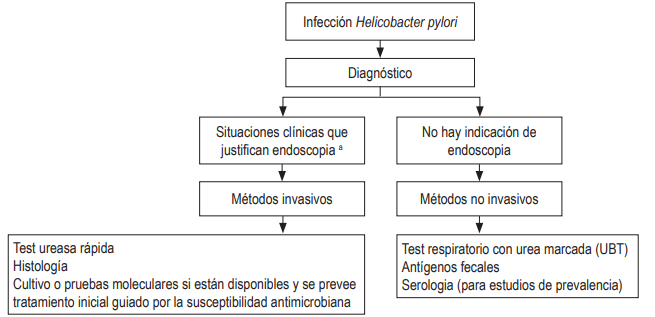 Infección Helicobacter pylori
Diagnóstico
Situaciones clínicas que
justifican endoscopia ª
No hay indicación de
endoscopia
Métodos invasivos
Métodos no invasivos
Test ureasa rápida
Histología
Cultivo o pruebas moleculares si están disponibles y se prevee
tratamiento inicial guiado por la susceptibilidad antimicrobiana
Test respiratorio con urea marcada (UBT)
Antígenos fecales
Serologia (para estudios de prevalencia)